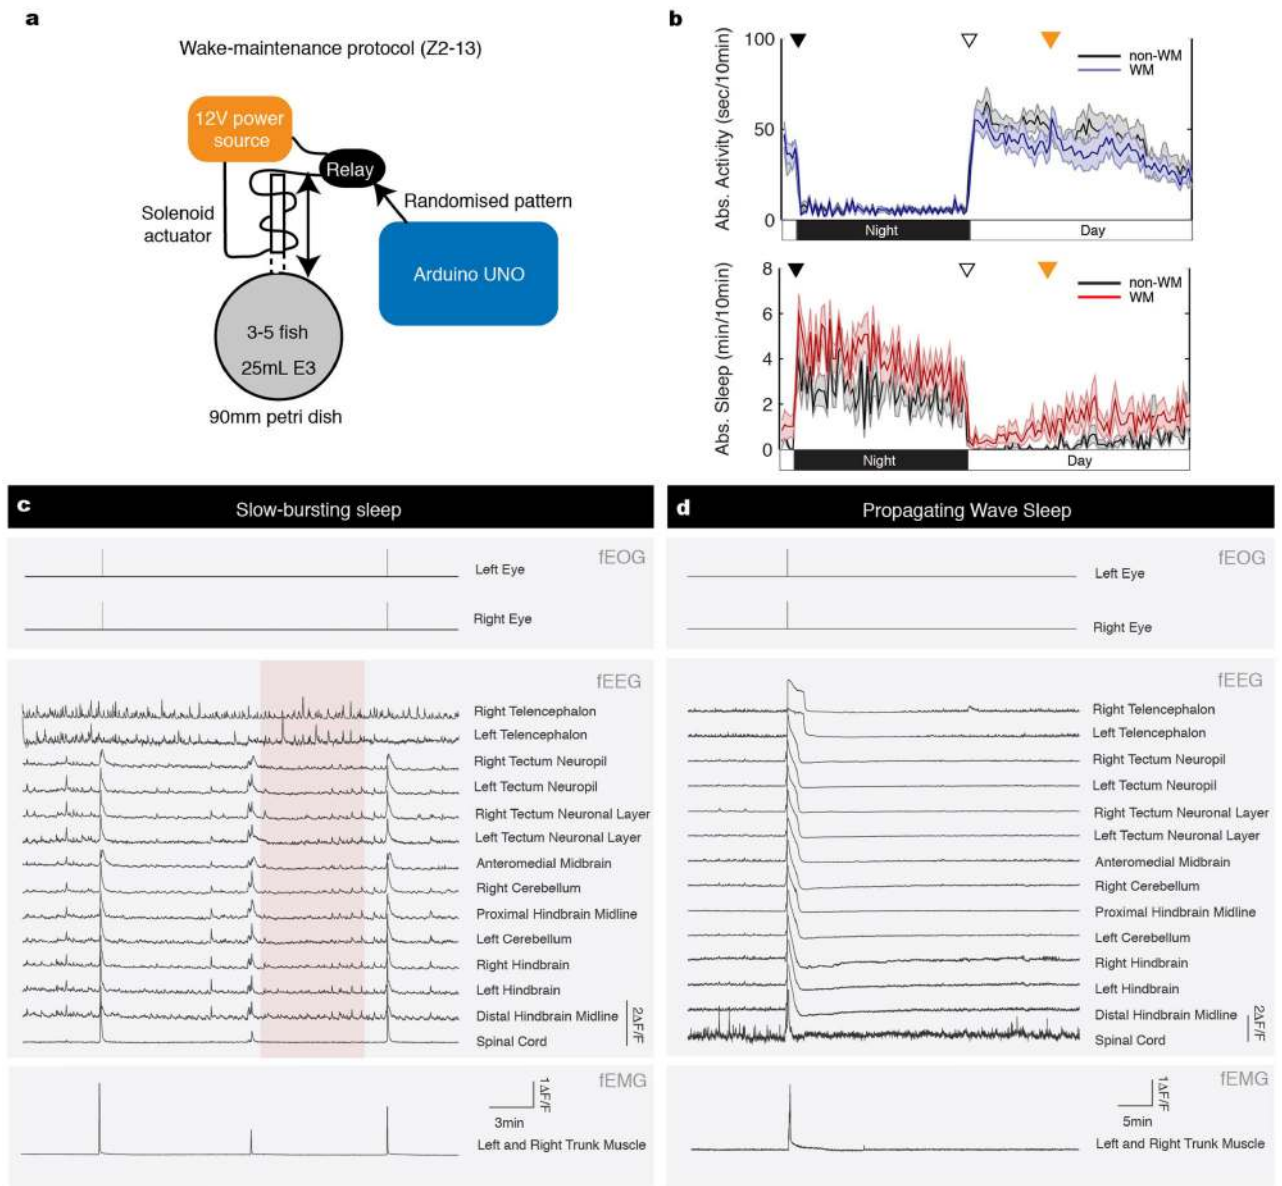 a
Wake-maintenance protocol (Z2-13)
12V power
source
Relay
Solenoid
actuator
Randomised pattern
Arduino UNO
3-5 fish
25mL E3
90mm petri dish
b
Abs. Activity (sec/10min)
100
50
0
non-WM
WM
Night
Day
Abs. Sleep (min/10min)
8
6
4
2
0
non-WM
WM
Night
Day
c
Slow-bursting sleep
fEOG
Left Eye
Right Eye
fEEG
Right Telencephalon
Left Telencephalon
Right Tectum Neuropil
Left Tectum Neuropil
Right Tectum Neuronal Layer
Left Tectum Neuronal Layer
Anteromedial Midbrain
Right Cerebellum
Proximal Hindbrain Midline
Left Cerebellum
Right Hindbrain
Left Hindbrain
Distal Hindbrain Midline
Spinal Cord
2ΔF/F
fEMG
1ΔF/F
3min
Left and Right Trunk Muscle
d
Propagating Wave Sleep
fEOG
Left Eye
Right Eye
fEEG
Right Telencephalon
Left Telencephalon
Right Tectum Neuropil
Left Tectum Neuropil
Right Tectum Neuronal Layer
Left Tectum Neuronal Layer
Anteromedial Midbrain
Right Cerebellum
Proximal Hindbrain Midline
Left Cerebellum
Right Hindbrain
Left Hindbrain
Distal Hindbrain Midline
Spinal Cord
2ΔF/F
fEMG
1ΔF/F
5min
Left and Right Trunk Muscle